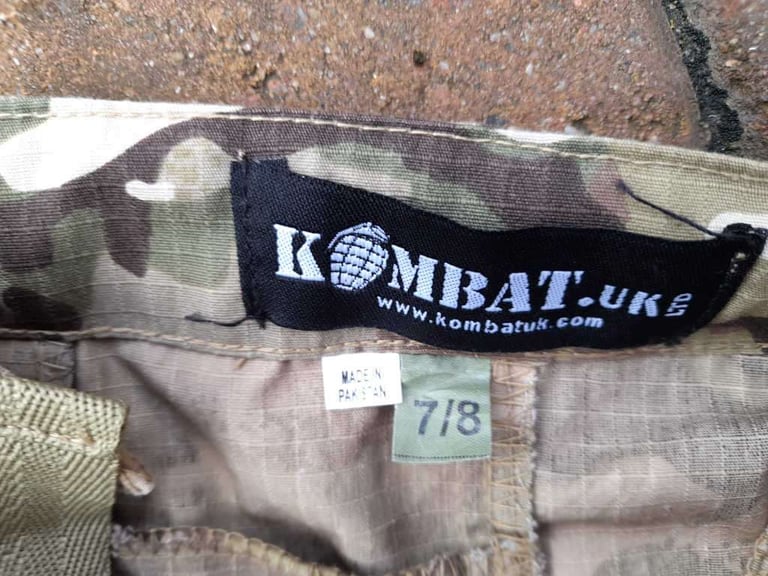 KOMBAT.UK LTD
www.kombatuk.com
MADE IN
PAKISTAN
7/8